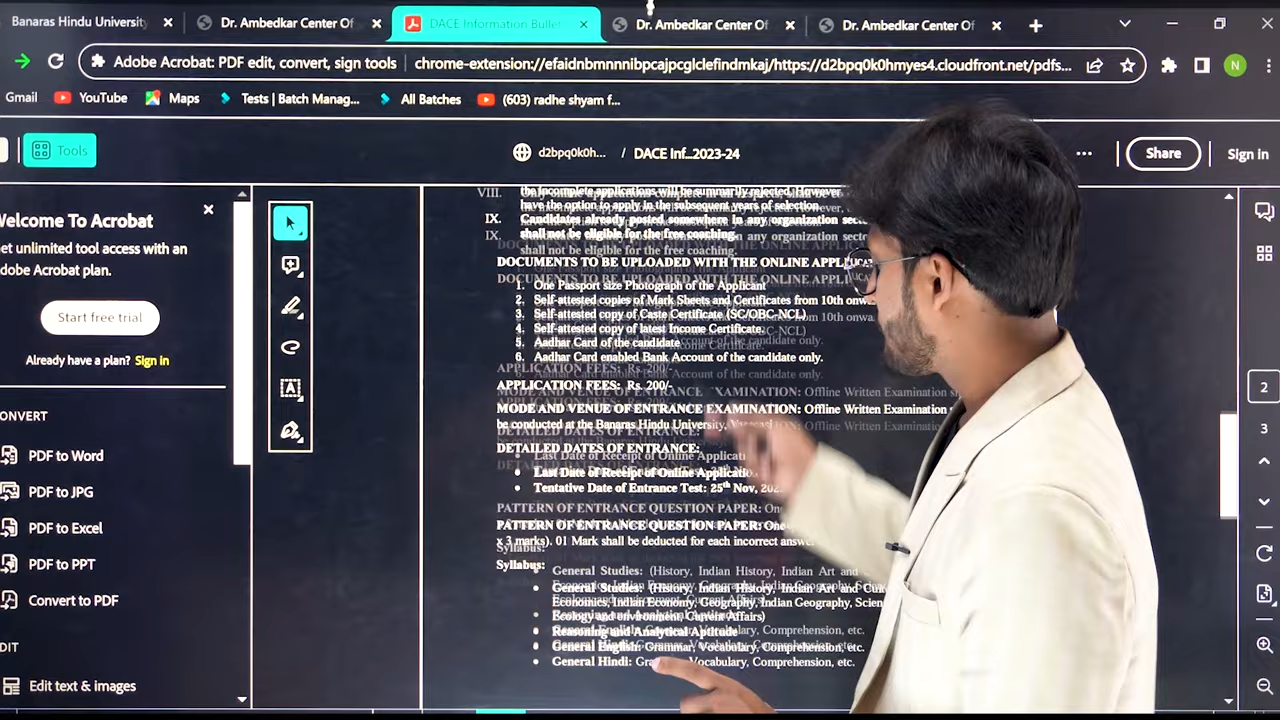 Banaras Hindu Universit
Dr. Ambedkar Center Of
DACE Information Bullet
Dr. Ambedkar Center Of
Dr. Ambedkar Center Of
Adobe Acrobat: PDF edit, convert, sign tools
chrome-extension://efaidnbmnnnibpcajpcglclefindmkaj/https://d2bpq0k0hmyes4.cloudfront.net/pdfs...
N
Gmail
YouTube
Maps
Tests | Batch Manag...
All Batches
(603) radhe shyam f...
Tools
d2bpq0k0h... / DACE Inf...2023-24
Share
Sign in
Welcome To Acrobat
et unlimited tool access with an
dobe Acrobat plan.
Start free trial
Already have a plan? Sign in
ONVERT
PDF to Word
PDF to JPG
PDF to Excel
PDF to PPT
Convert to PDF
DIT
Edit text & images
VIII.
the incomplete applications will be summarily rejected. However
have the option to apply in the subsequent years of selection.
IX. Candidates already posted somewhere in any organization sect
shall not be eligible for the free coaching.
DOCUMENTS TO BE UPLOADED WITH THE ONLINE APPLICAT
1. One Passport size Photograph of the Applicant
2. Self-attested copies of Mark Sheets and Certificates from 10th onwa
3. Self-attested copy of Caste Certificate (SC/OBC-NCL)
4. Self-attested copy of latest Income Certificate.
5. Aadhar Card of the candidate
6. Aadhar Card enabled Bank Account of the candidate only.
APPLICATION FEES: Rs. 200/-
MODE AND VENUE OF ENTRANCE EXAMINATION: Offline Written Examination
be conducted at the Banaras Hindu University,
DETAILED DATES OF ENTRANCE:
Last Date of Receipt of Online Applicatio
Tentative Date of Entrance Test: 25th Nov, 202
PATTERN OF ENTRANCE QUESTION PAPER: One
x 3 marks). 01 Mark shall be deducted for each incorrect answ
Syllabus:
General Studies: (History, Indian History, Indian Art and Cul
Economics, Indian Economy, Geography, Indian Geography, Scien
Ecology and environment, Current Affairs)
Reasoning and Analytical Aptitude
General English: Grammar, Vocabulary, Comprehension, etc.
General Hindi: Gra Vocabulary, Comprehension, etc.
2
3